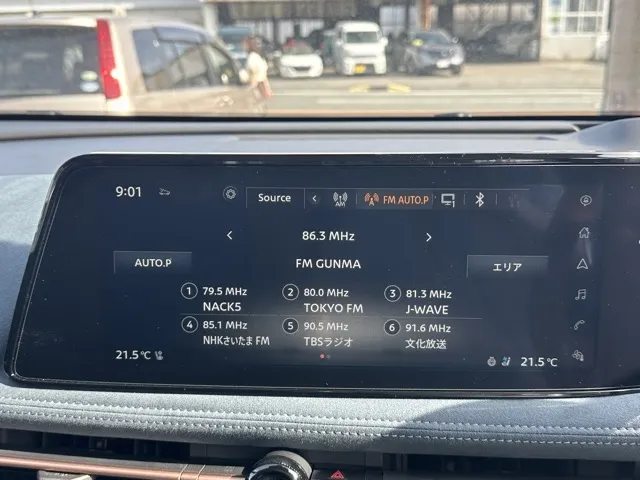 9:01
Source
AM
FM AUTO.P
1
86.3 MHz
AUTO.P
FM GUNMA
エリア
1 79.5 MHz
NACK5
2 80.0 MHz
TOKYO FM
3 81.3 MHz
J-WAVE
4 85.1 MHz
NHKさいたま FM
5 90.5 MHz
TBSラジオ
6 91.6 MHz
文化放送
21.5°C
21.5°C